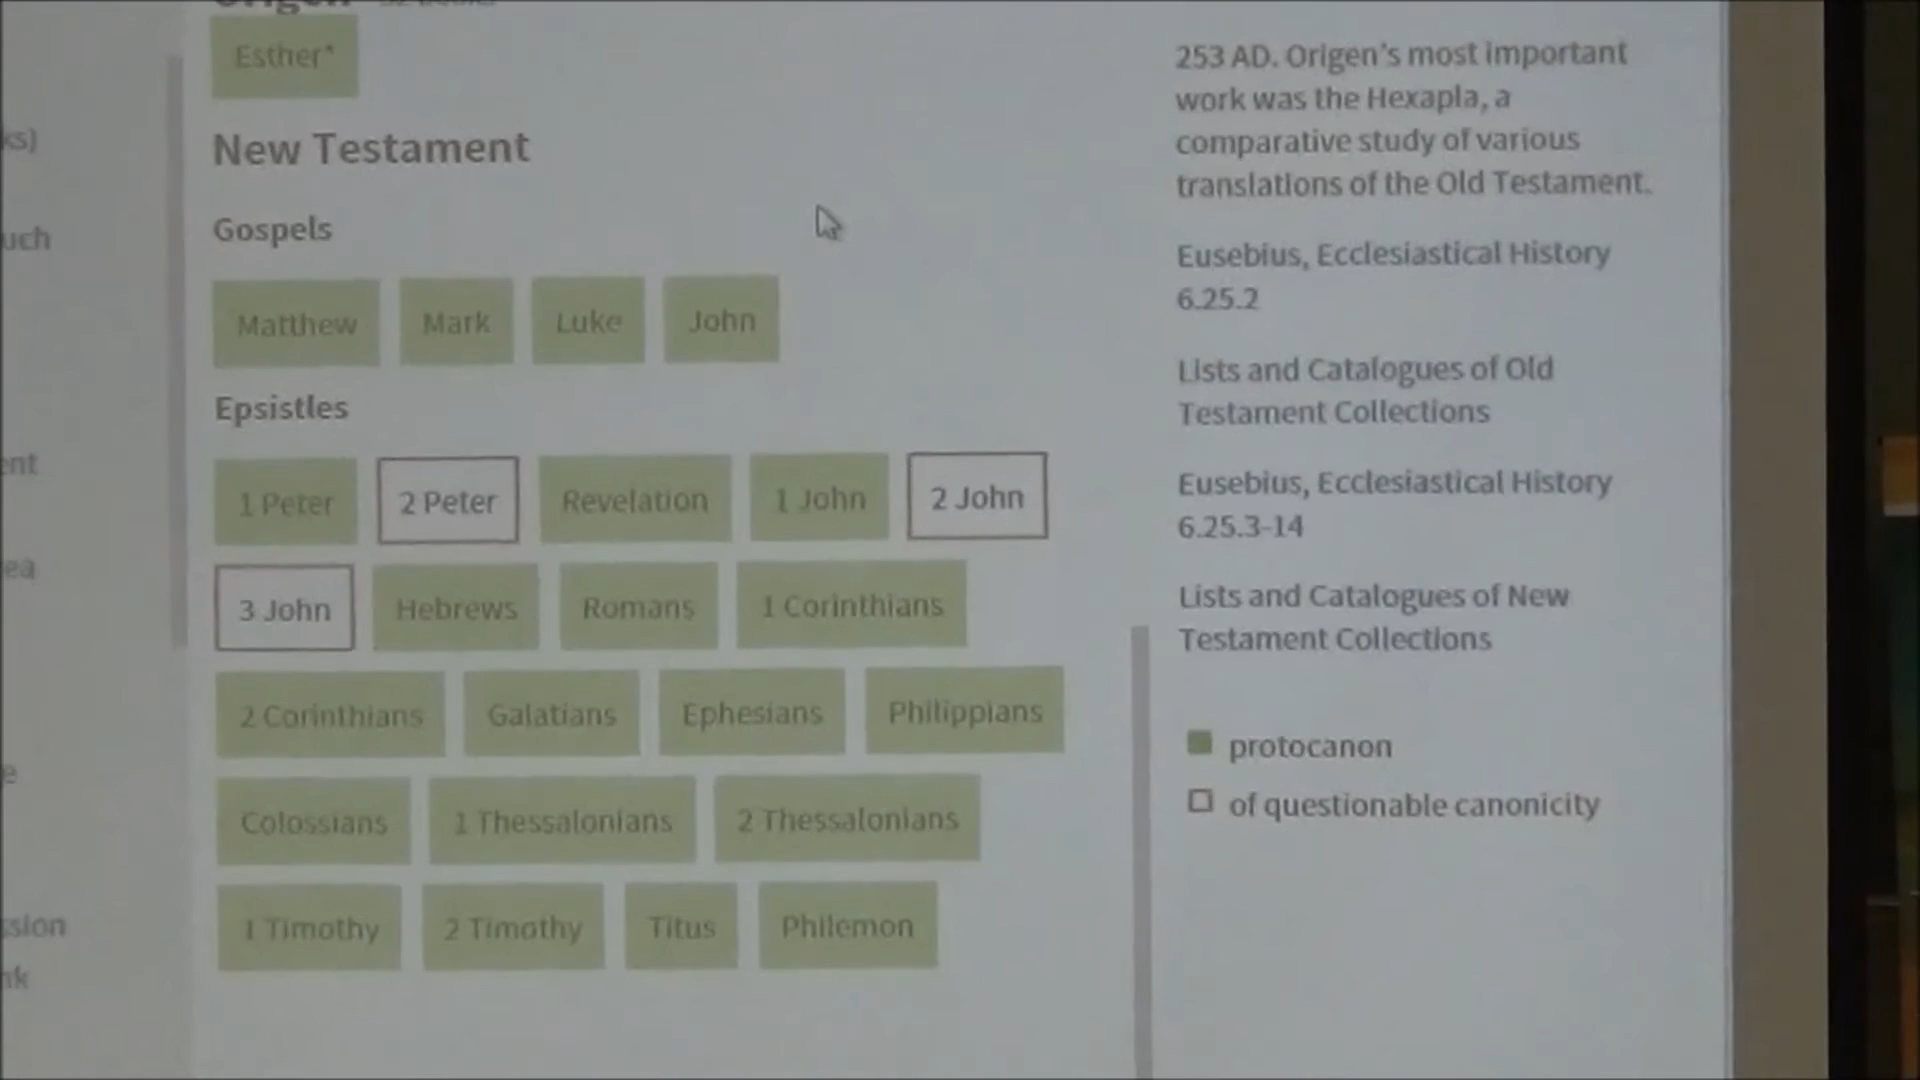 Origen
Esther*
New Testament
Gospels
Matthew Mark Luke John
Epsistles
1 Peter 2 Peter Revelation 1 John 2 John
3 John Hebrews Romans 1 Corinthians
2 Corinthians Galatians Ephesians Philippians
Colossians 1 Thessalonians 2 Thessalonians
1 Timothy 2 Timothy Titus Philemon
253 AD. Origen's most important
work was the Hexapla, a
comparative study of various
translations of the Old Testament.
Eusebius, Ecclesiastical History
6.25.2
Lists and Catalogues of Old
Testament Collections
Eusebius, Ecclesiastical History
6.25.3-14
Lists and Catalogues of New
Testament Collections
protocanon
of questionable canonicity